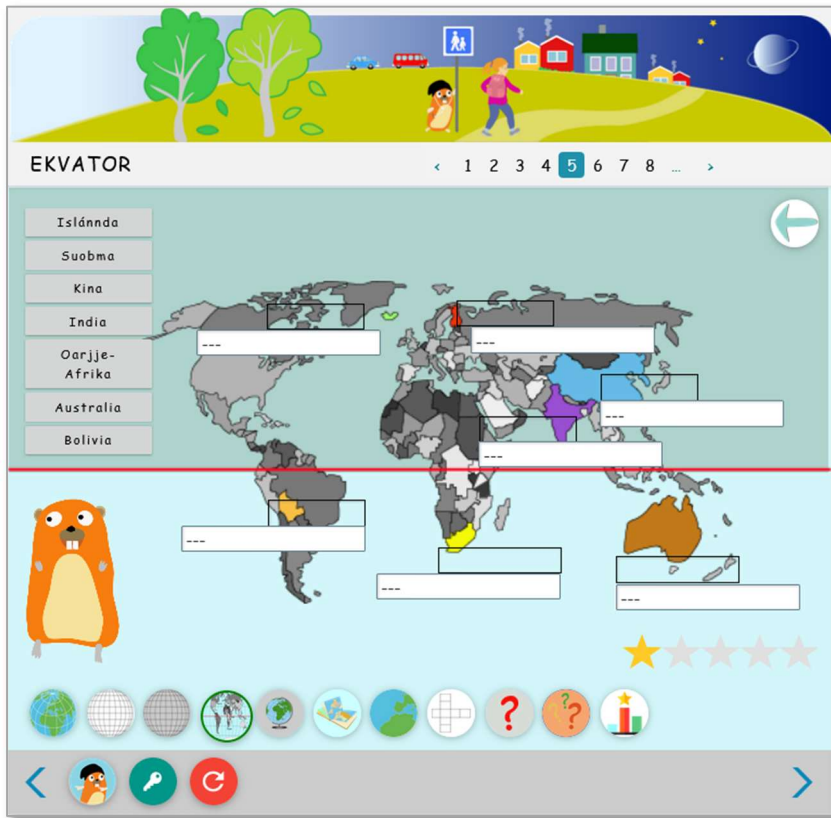 EKVATOR
‹ 1 2 3 4 5 6 7 8 ... ›
Islánnda
Suobma
Kina
India
Oarjje-
Afrika
Australia
Bolivia
---
---
---
---
---
---
---
?
? ? ?